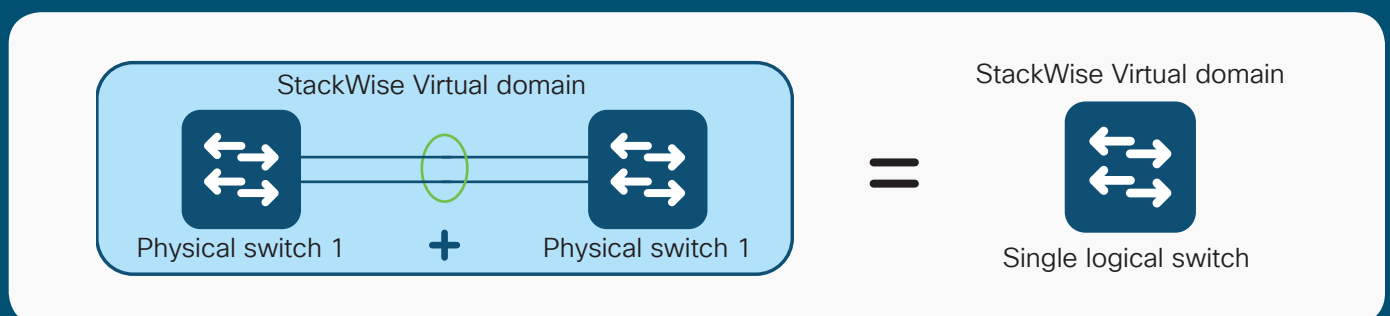 StackWise Virtual domain
Physical switch 1
+
Physical switch 1
=
StackWise Virtual domain
Single logical switch